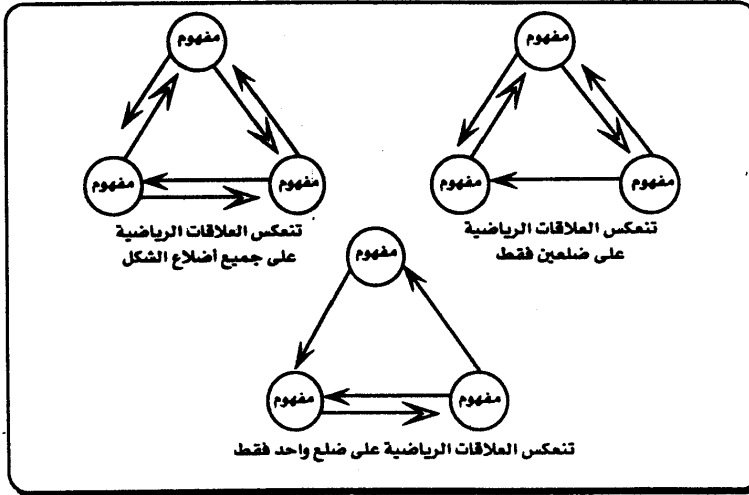 مفهوم
مفهوم
مفهوم
مفهوم
مفهوم
مفهوم
تنعكس العلاقات الرياضية
على ضلعين فقط
تنعكس العلاقات الرياضية
على جميع أضلاع الشكل
مفهوم
مفهوم
مفهوم
تنعكس العلاقات الرياضية على ضلع واحد فقط